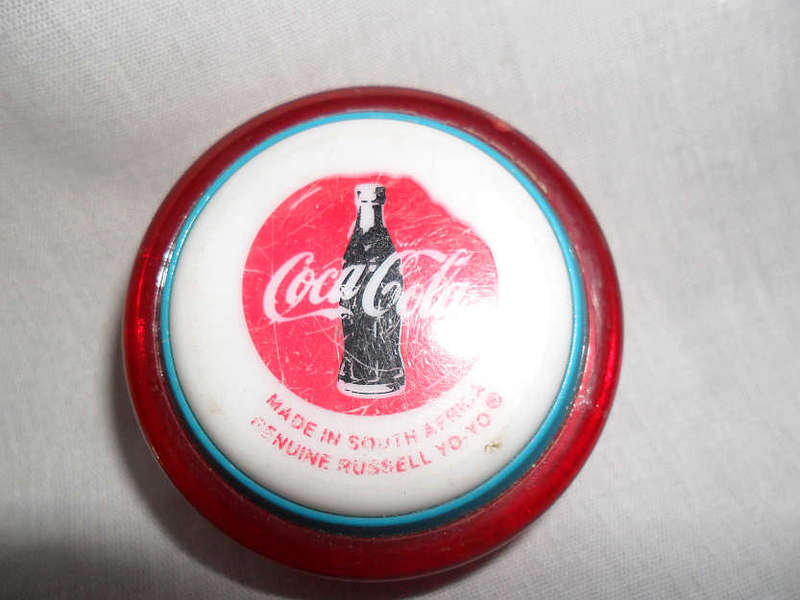 Coca-Cola
MADE IN SOUTH AFRICA
GENUINE RUSSELL YO-YO ®